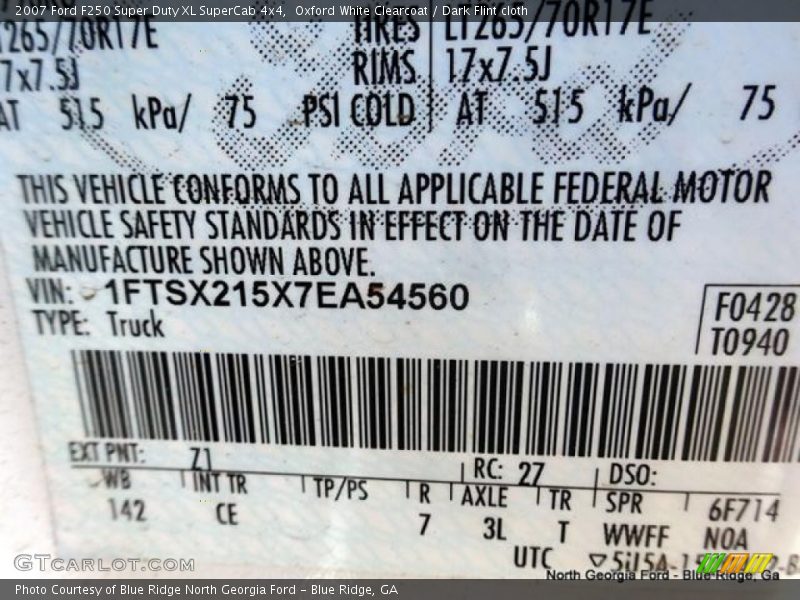 2007 Ford F250 Super Duty XL SuperCab 4x4, Oxford White Clearcoat / Dark Flint cloth
LT265/70R17E TIRES LT265/70R17E
17x7.5J RIMS 17x7.5J
AT 515 kPa/ 75 PSI COLD AT 515 kPa/ 75
THIS VEHICLE CONFORMS TO ALL APPLICABLE FEDERAL MOTOR
VEHICLE SAFETY STANDARDS IN EFFECT ON THE DATE OF
MANUFACTURE SHOWN ABOVE.
VIN: 1FTSX215X7EA54560
TYPE: Truck
F0428
T0940
EXT PNT: Z1 RC: 27 DSO:
WB INT TR TP/PS R AXLE TR SPR 6F714
142 CE 7 3L T WWFF NOA
UTC
GTCARLOT.COM
North Georgia Ford - Blue Ridge, Ga
Photo Courtesy of Blue Ridge North Georgia Ford - Blue Ridge, GA